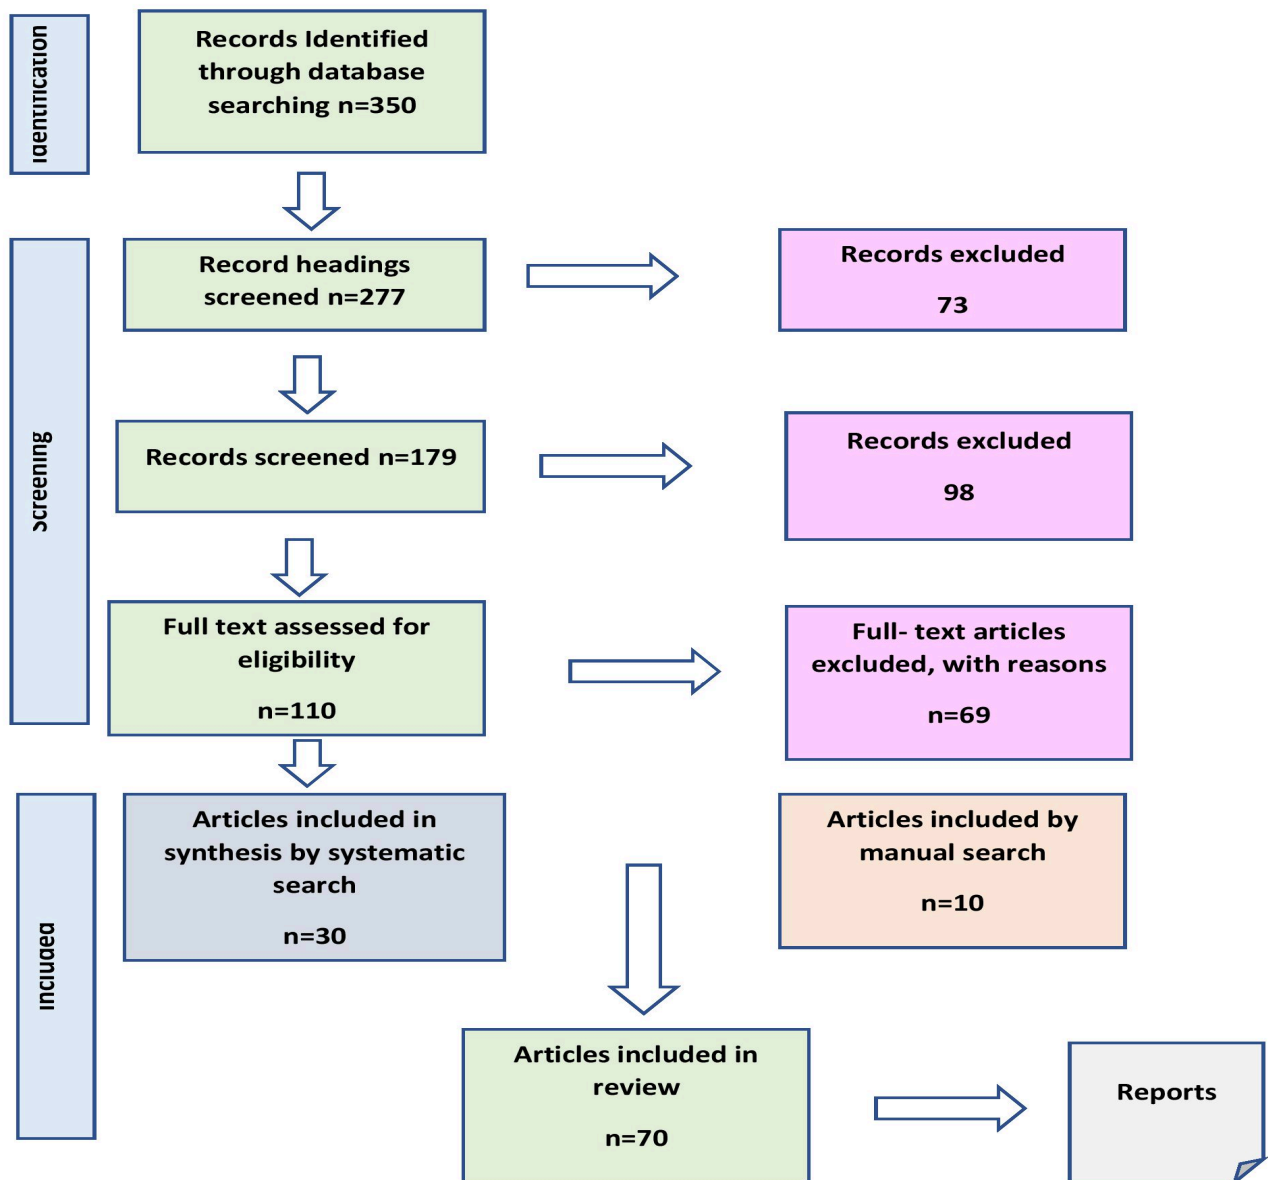 Identification
Records Identified
through database
searching n=350
Screening
Record headings
screened n=277
Records excluded
73
Records screened n=179
Records excluded
98
Full text assessed for
eligibility
n=110
Full- text articles
excluded, with reasons
n=69
Included
Articles included in
synthesis by systematic
search
n=30
Articles included by
manual search
n=10
Articles included in
review
n=70
Reports